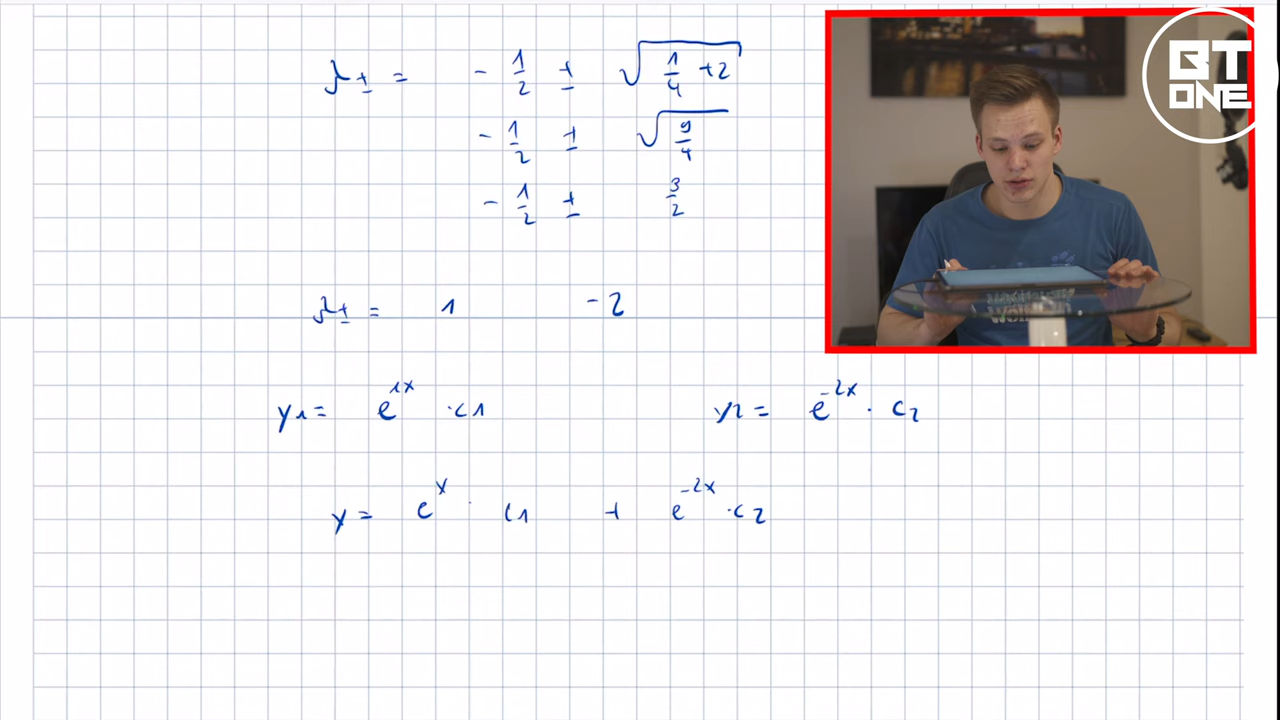 λ± = - 1/2 ± √(1/4 + 2)
- 1/2 ± √(9/4)
- 1/2 ± 3/2
λ± = 1 -2
y1 = e^1x · c1 y2 = e^-2x · c2
y = e^x · c1 + e^-2x · c2
BT
ONE